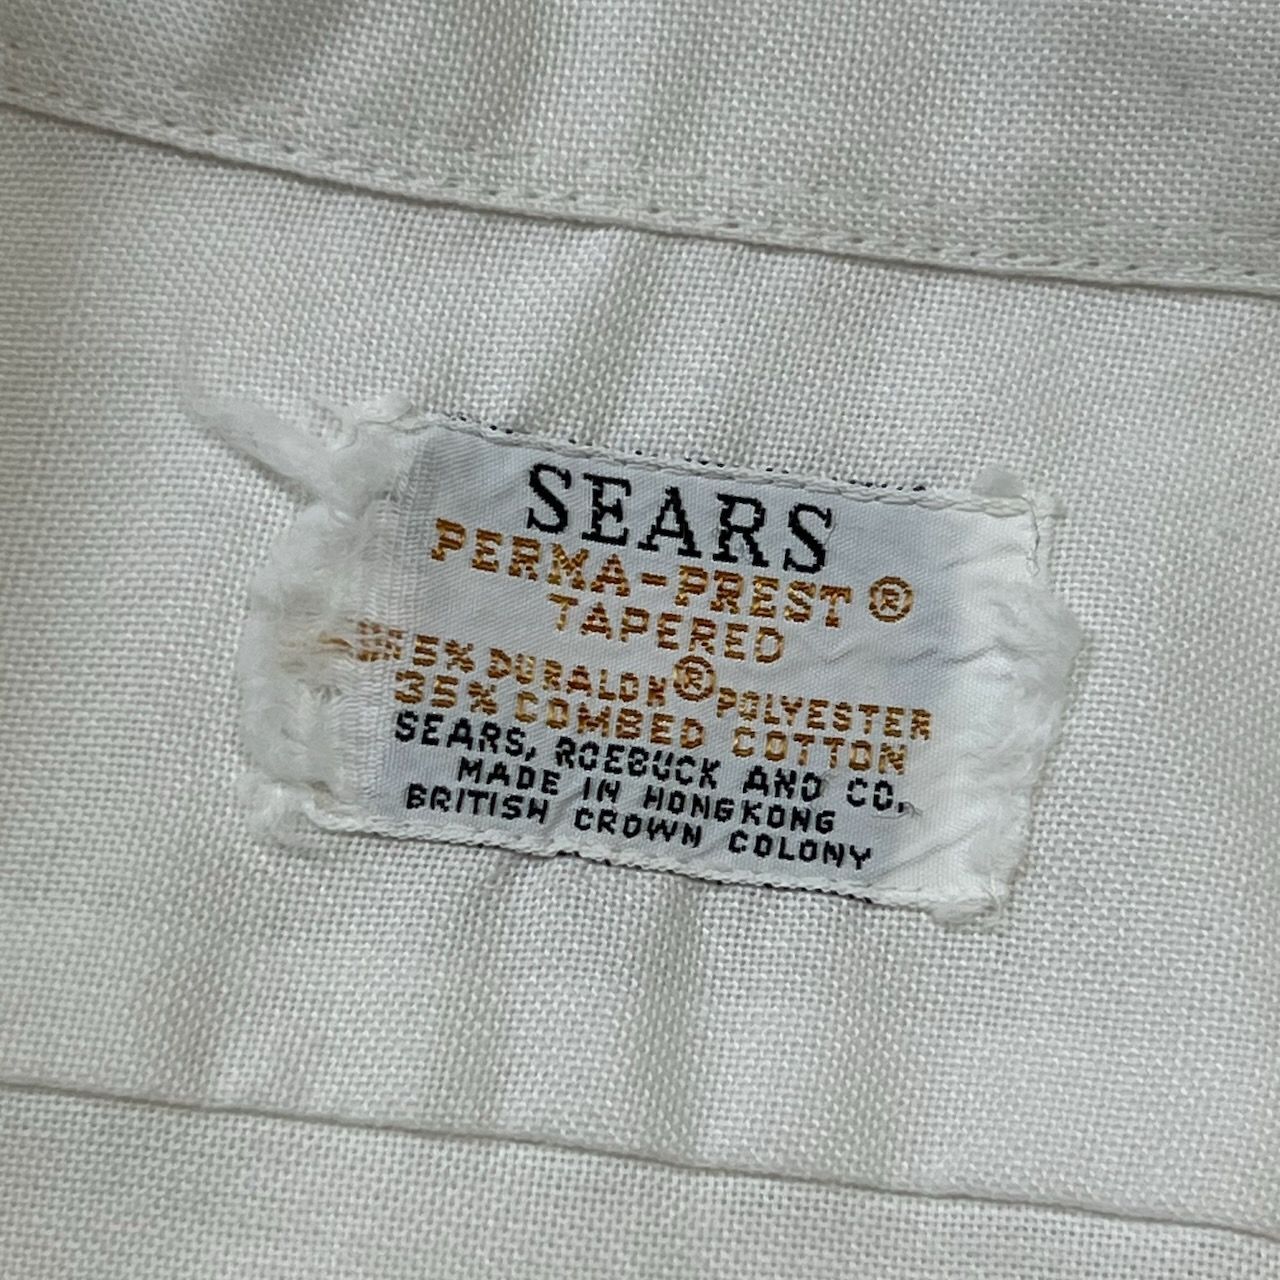 SEARS
PERMA-PREST®
TAPERED
5% DURALON® POLYESTER
35% COMBED COTTON
SEARS, ROEBUCK AND CO.
MADE IN HONGKONG
BRITISH CROWN COLONY